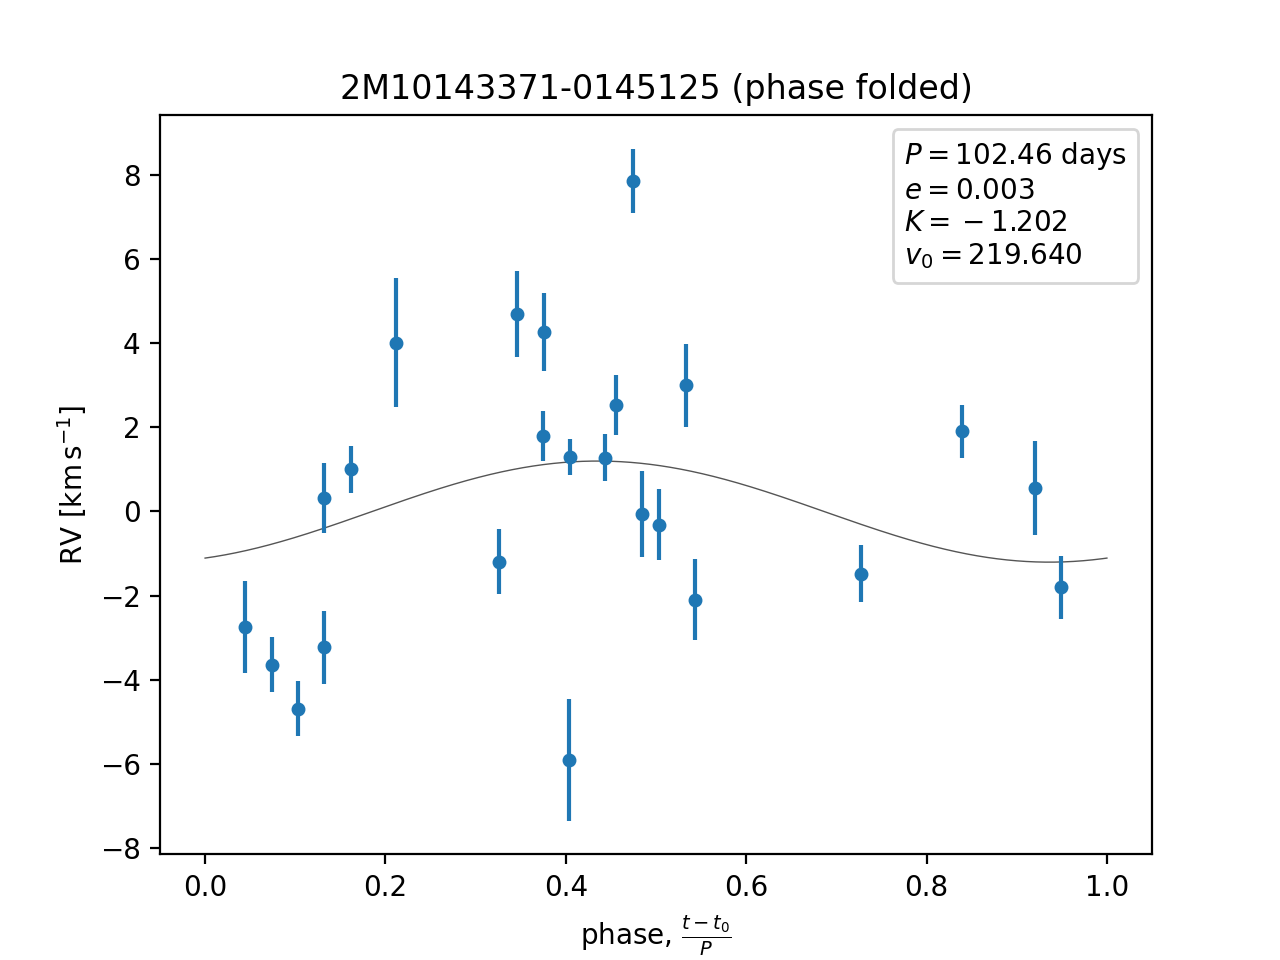 2M10143371-0145125 (phase folded)
P = 102.46 days
e = 0.003
K = −1.202
v₀ = 219.640
8
6
4
2
0
−2
−4
−6
−8
RV [km s⁻¹]
0.0 0.2 0.4 0.6 0.8 1.0
phase, (t − t₀)/P